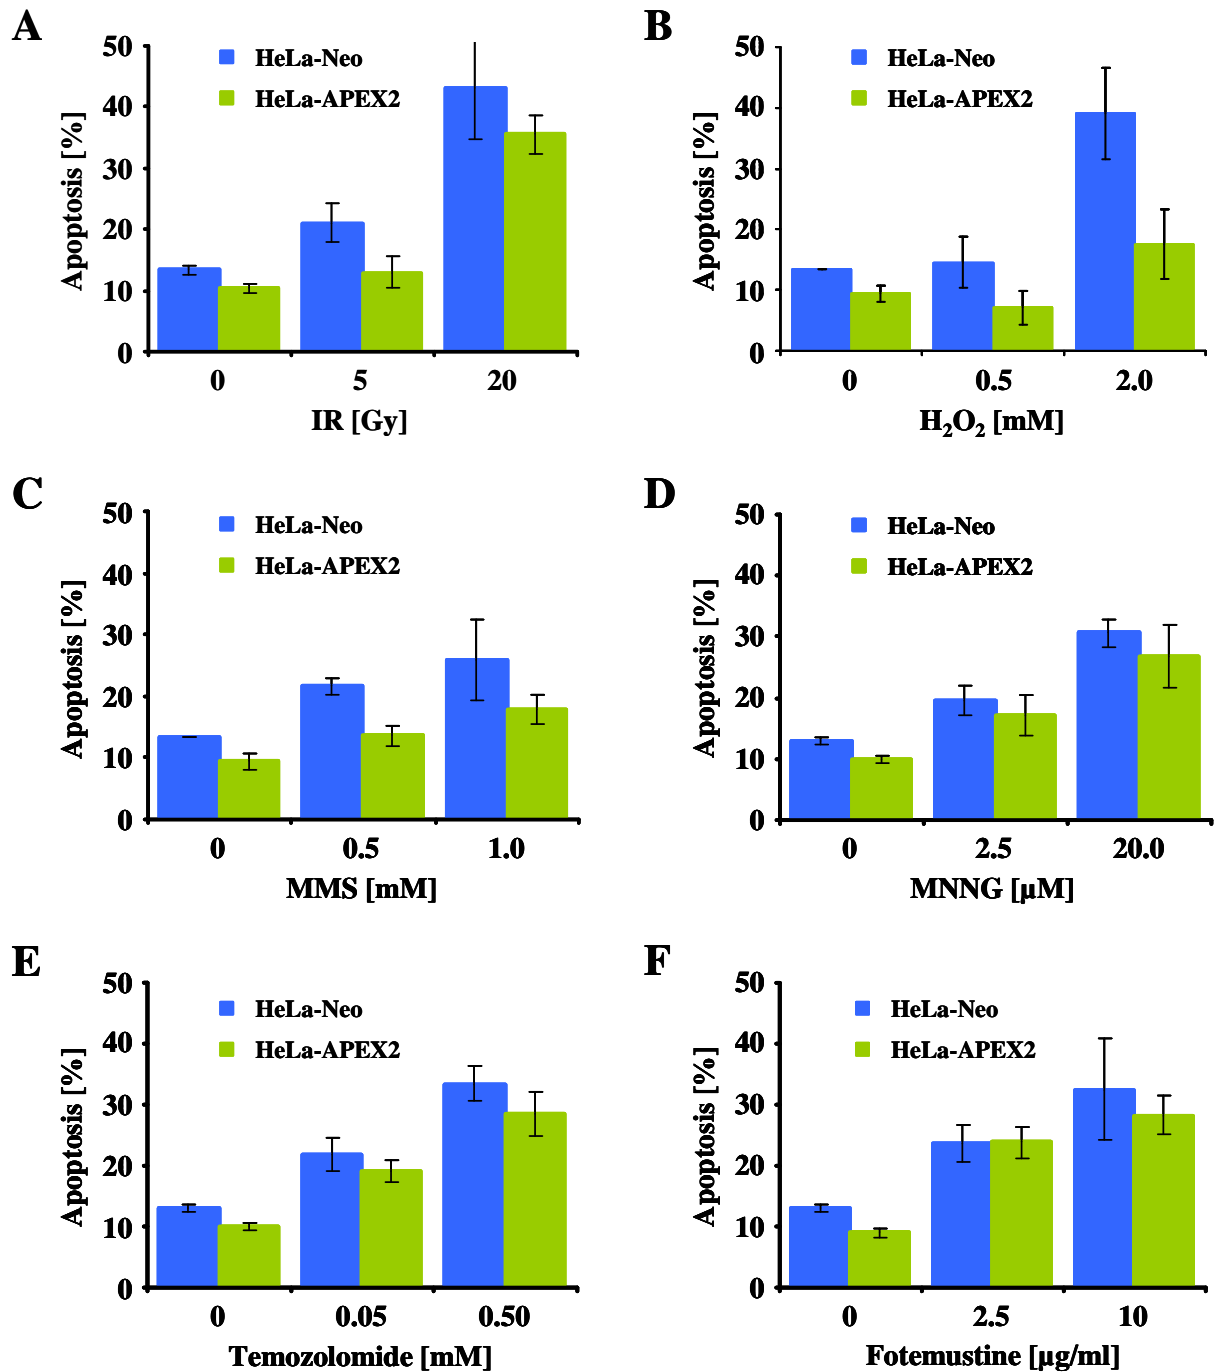 A
50
40
30
20
10
0
Apoptosis [%]
HeLa-Neo
HeLa-APEX2
0 5 20
IR [Gy]
B
50
40
30
20
10
0
Apoptosis [%]
HeLa-Neo
HeLa-APEX2
0 0.5 2.0
H₂O₂ [mM]
C
50
40
30
20
10
0
Apoptosis [%]
HeLa-Neo
HeLa-APEX2
0 0.5 1.0
MMS [mM]
D
50
40
30
20
10
0
Apoptosis [%]
HeLa-Neo
HeLa-APEX2
0 2.5 20.0
MNNG [µM]
E
50
40
30
20
10
0
Apoptosis [%]
HeLa-Neo
HeLa-APEX2
0 0.05 0.50
Temozolomide [mM]
F
50
40
30
20
10
0
Apoptosis [%]
HeLa-Neo
HeLa-APEX2
0 2.5 10
Fotemustine [µg/ml]